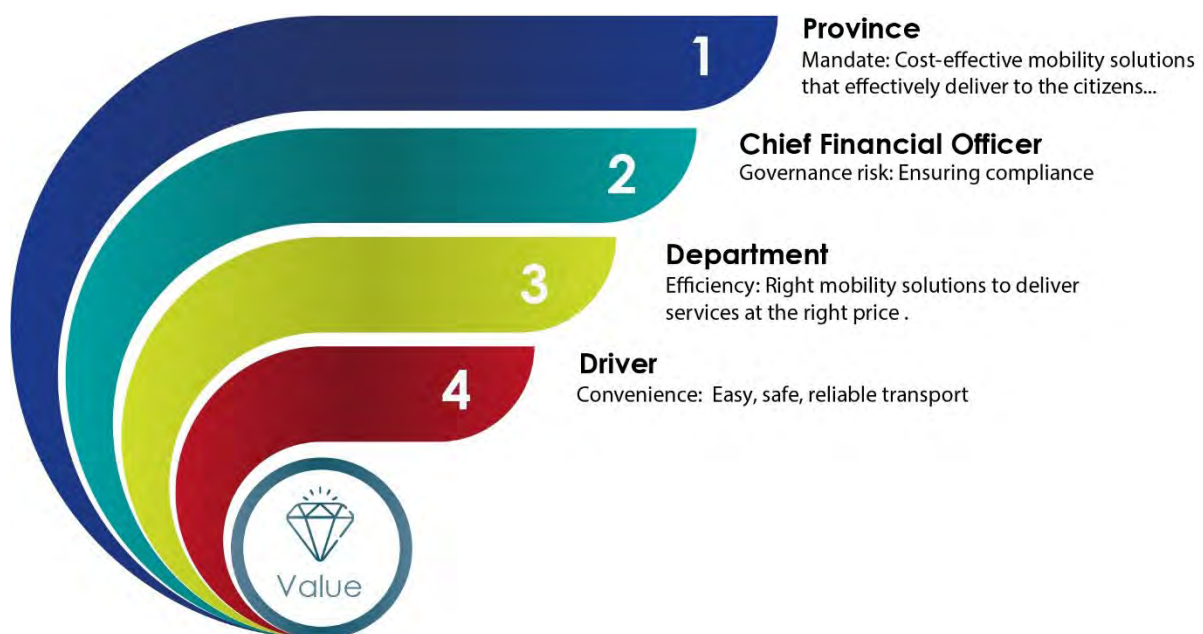 1
Province
Mandate: Cost-effective mobility solutions
that effectively deliver to the citizens...
2
Chief Financial Officer
Governance risk: Ensuring compliance
3
Department
Efficiency: Right mobility solutions to deliver
services at the right price .
4
Driver
Convenience: Easy, safe, reliable transport
Value